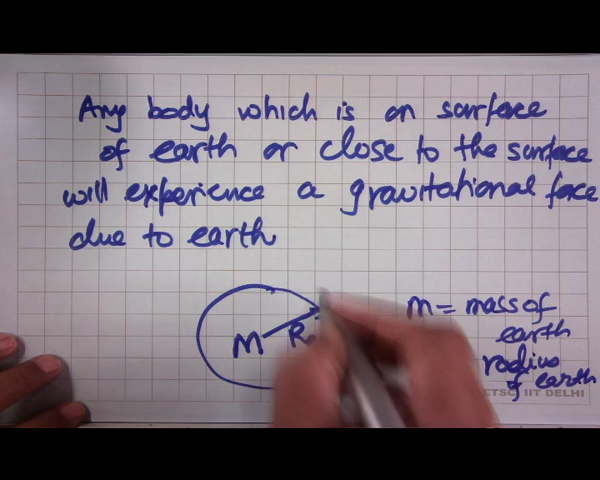 Any body which is on surface
of earth or close to the surface
will experience a gravitational force
due to earth
M
R
M = mass of
earth
radius
of earth
ETSC, IIT DELHI